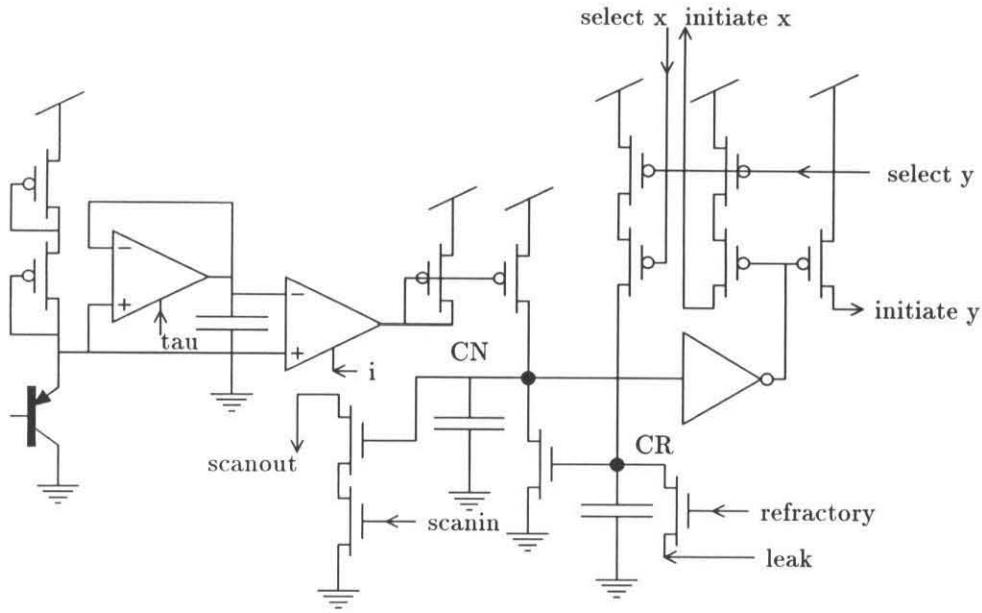 select x initiate x
select y
initiate y
−
+
tau
−
+
i
CN
scanout
scanin
CR
refractory
leak